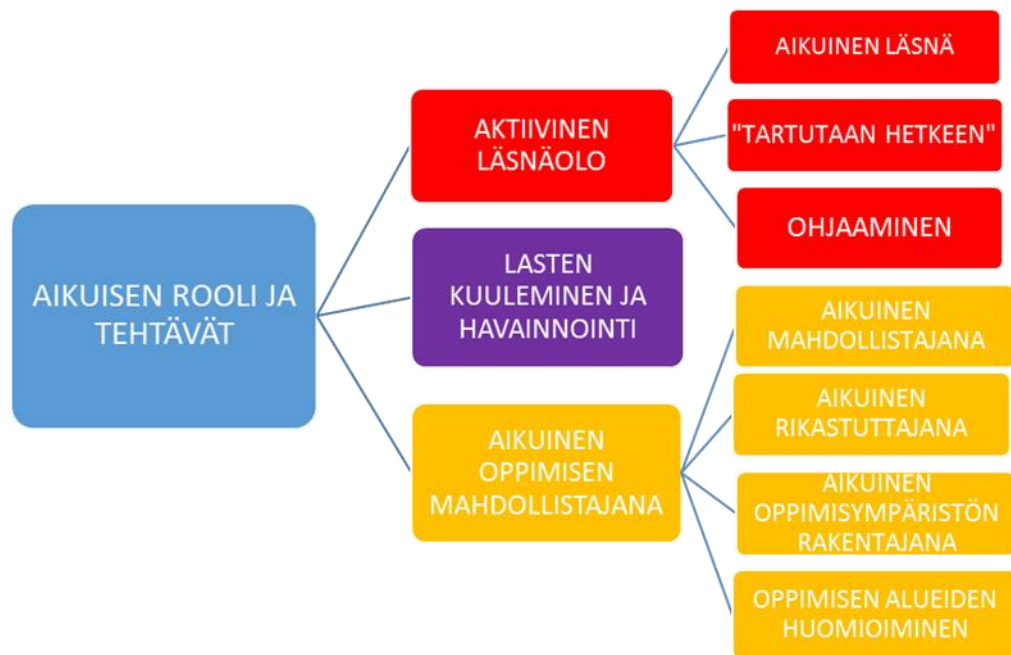 AIKUISEN ROOLI JA
TEHTÄVÄT
AKTIIVINEN
LÄSNÄOLO
AIKUINEN LÄSNÄ
"TARTUTAAN HETKEEN"
OHJAAMINEN
LASTEN
KUULEMINEN JA
HAVAINNOINTI
AIKUINEN
OPPIMISEN
MAHDOLLISTAJANA
AIKUINEN
MAHDOLLISTAJANA
AIKUINEN
RIKASTUTTAJANA
AIKUINEN
OPPIMISYMPÄRISTÖN
RAKENTAJANA
OPPIMISEN ALUEIDEN
HUOMIOIMINEN